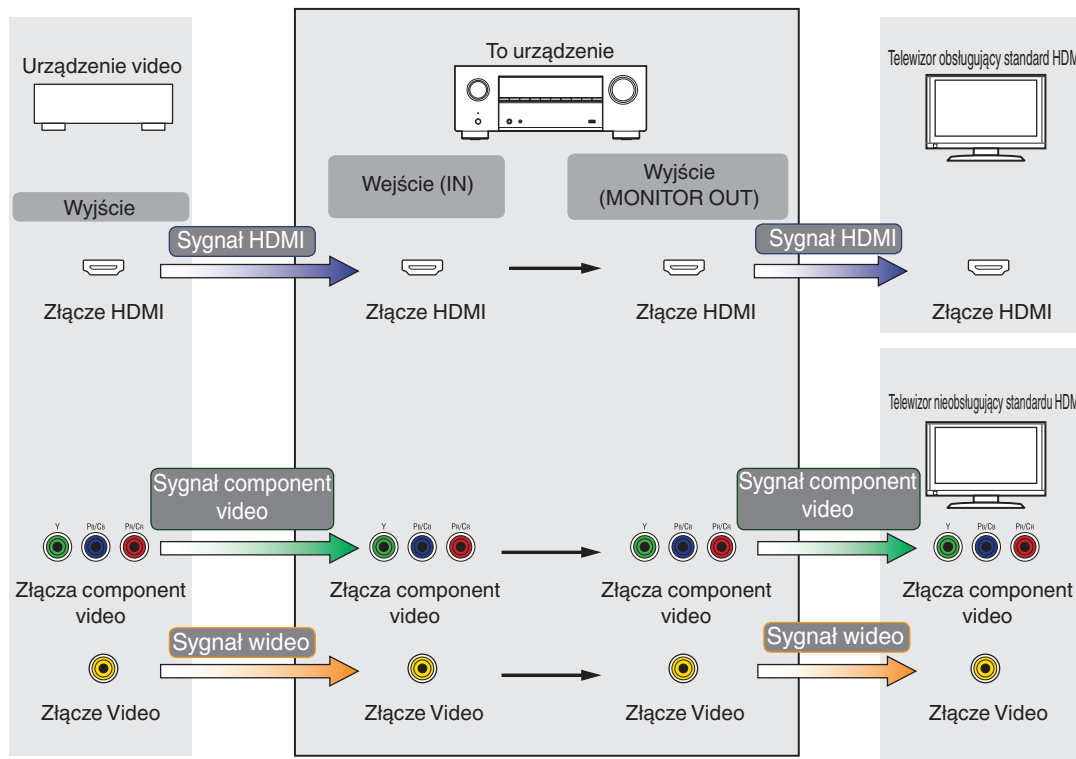 Urządzenie video
To urządzenie
Telewizor obsługujący standard HDM
Wyjście
Wejście (IN)
Wyjście
(MONITOR OUT)
Sygnał HDMI
Sygnał HDMI
Złącze HDMI
Złącze HDMI
Złącze HDMI
Złącze HDMI
Telewizor nieobsługujący standardu HDM
Sygnał component
video
Sygnał component
video
Y PB/CB PR/CR
Y PB/CB PR/CR
Y PB/CB PR/CR
Y PB/CB PR/CR
Złącza component
video
Złącza component
video
Złącza component
video
Złącza component
video
Sygnał wideo
Sygnał wideo
Złącze Video
Złącze Video
Złącze Video
Złącze Video